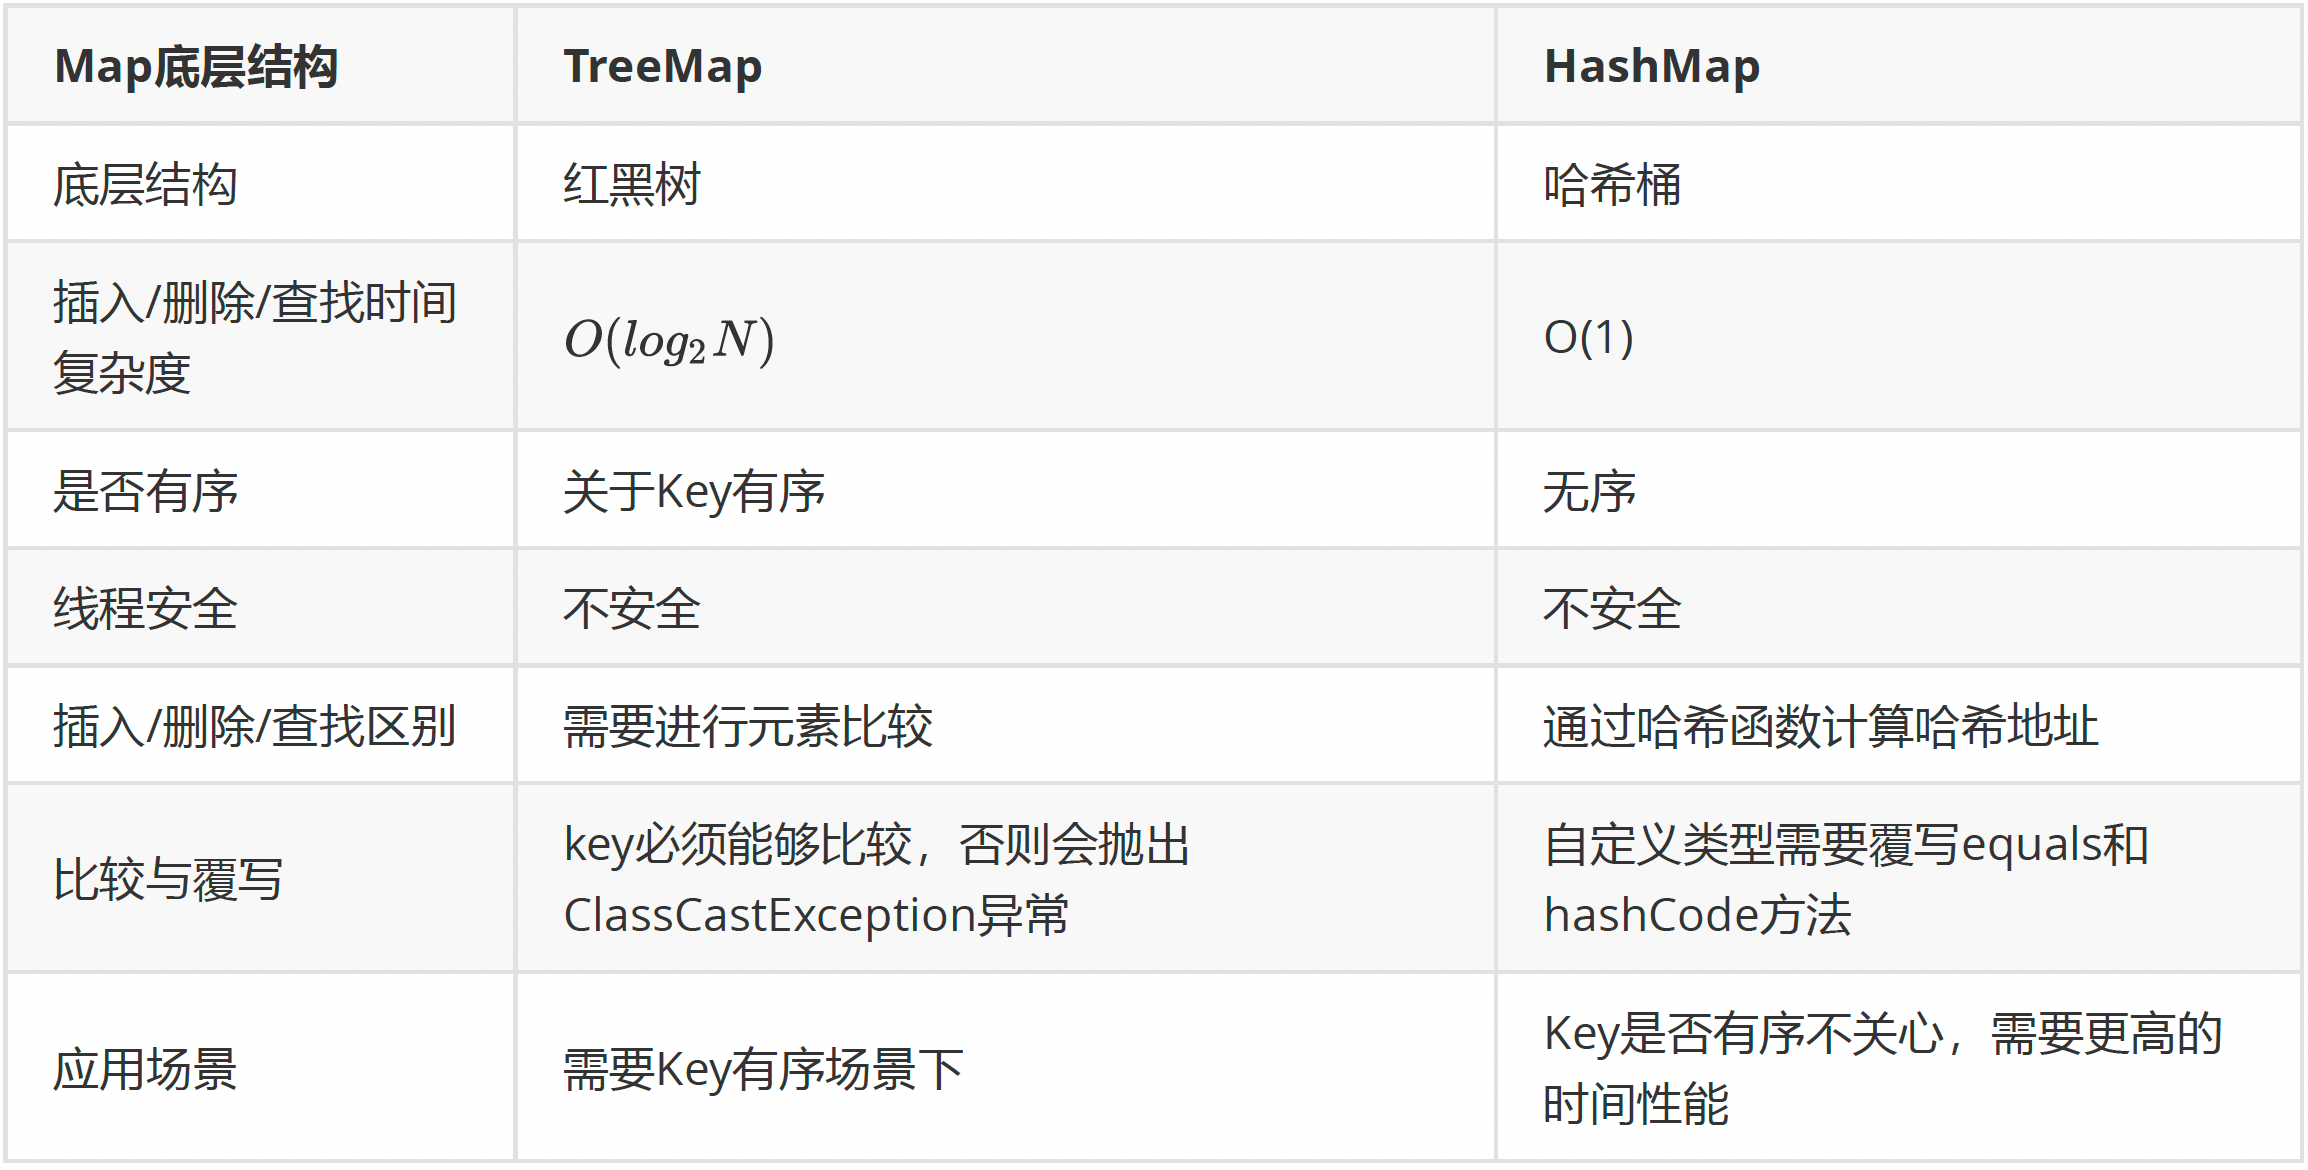 Map底层结构
TreeMap
HashMap
底层结构
红黑树
哈希桶
插入/删除/查找时间
复杂度
O(log₂N)
O(1)
是否有序
关于Key有序
无序
线程安全
不安全
不安全
插入/删除/查找区别
需要进行元素比较
通过哈希函数计算哈希地址
比较与覆写
key必须能够比较，否则会抛出
ClassCastException异常
自定义类型需要覆写equals和
hashCode方法
应用场景
需要Key有序场景下
Key是否有序不关心，需要更高的
时间性能